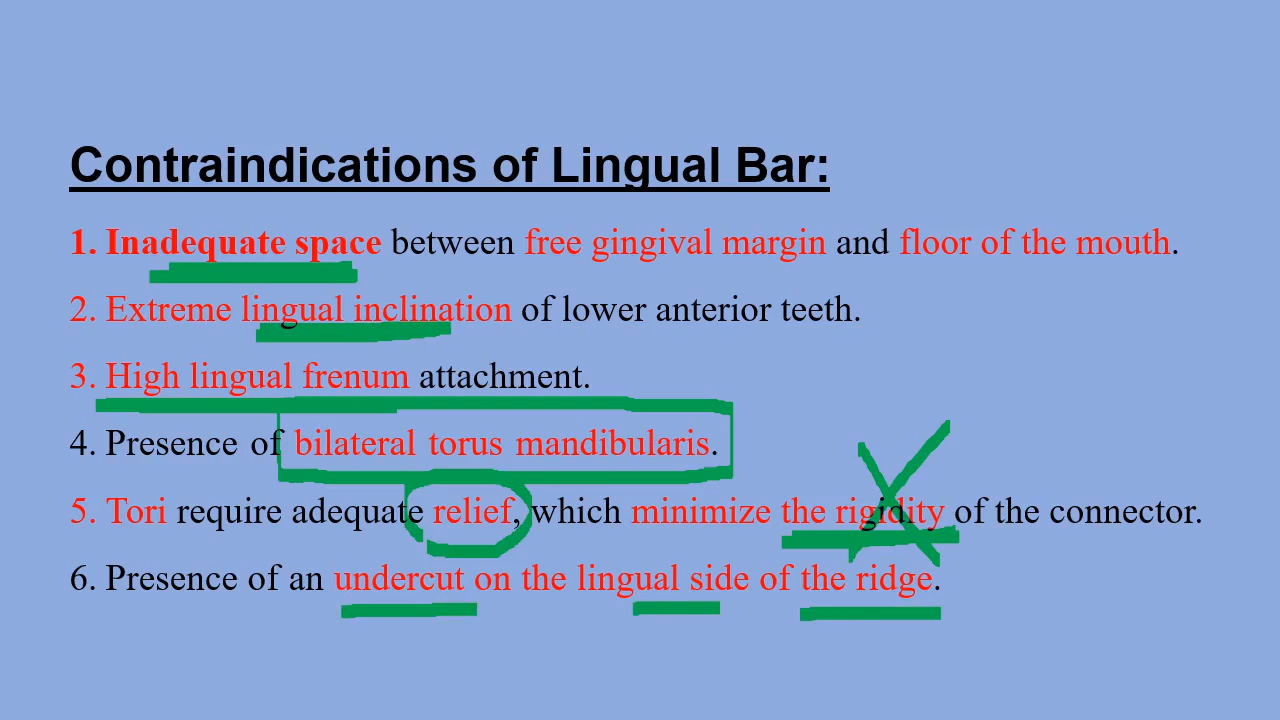 Contraindications of Lingual Bar:
1. Inadequate space between free gingival margin and floor of the mouth.
2. Extreme lingual inclination of lower anterior teeth.
3. High lingual frenum attachment.
4. Presence of bilateral torus mandibularis.
5. Tori require adequate relief, which minimize the rigidity of the connector.
6. Presence of an undercut on the lingual side of the ridge.